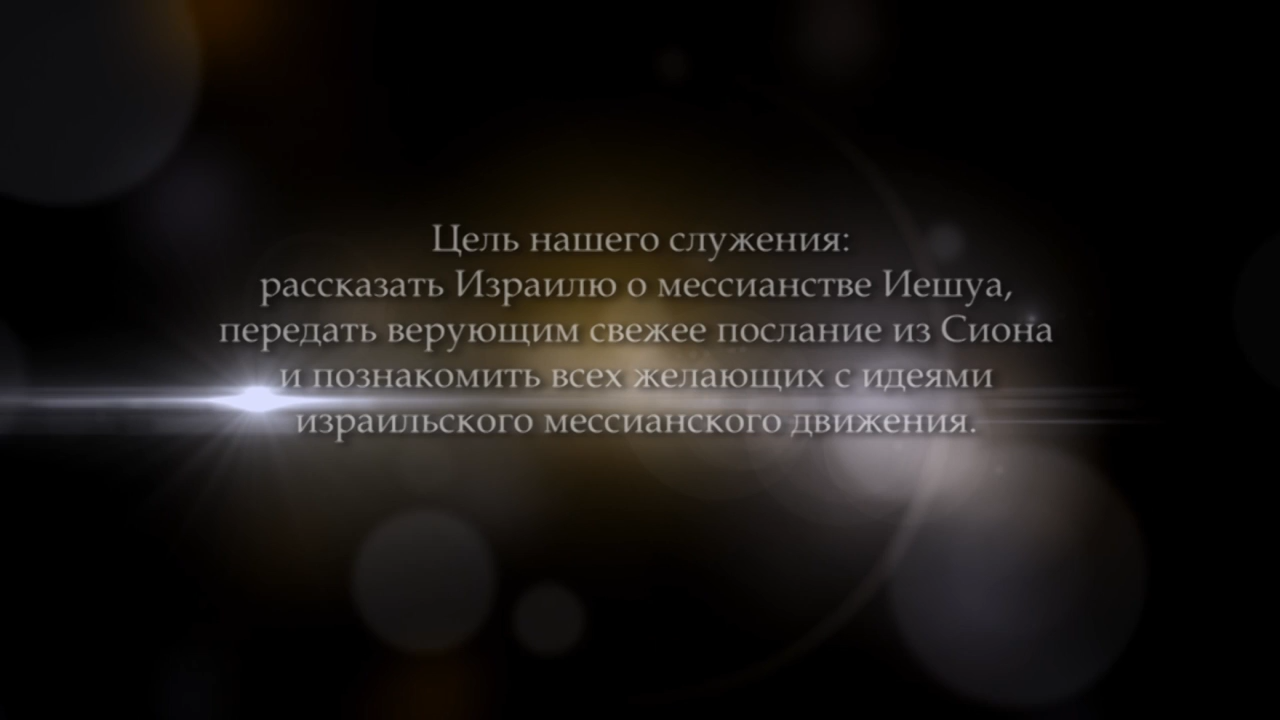 Цель нашего служения:
рассказать Израилю о мессианстве Иешуа,
передать верующим свежее послание из Сиона
и познакомить всех желающих с идеями
израильского мессианского движения.